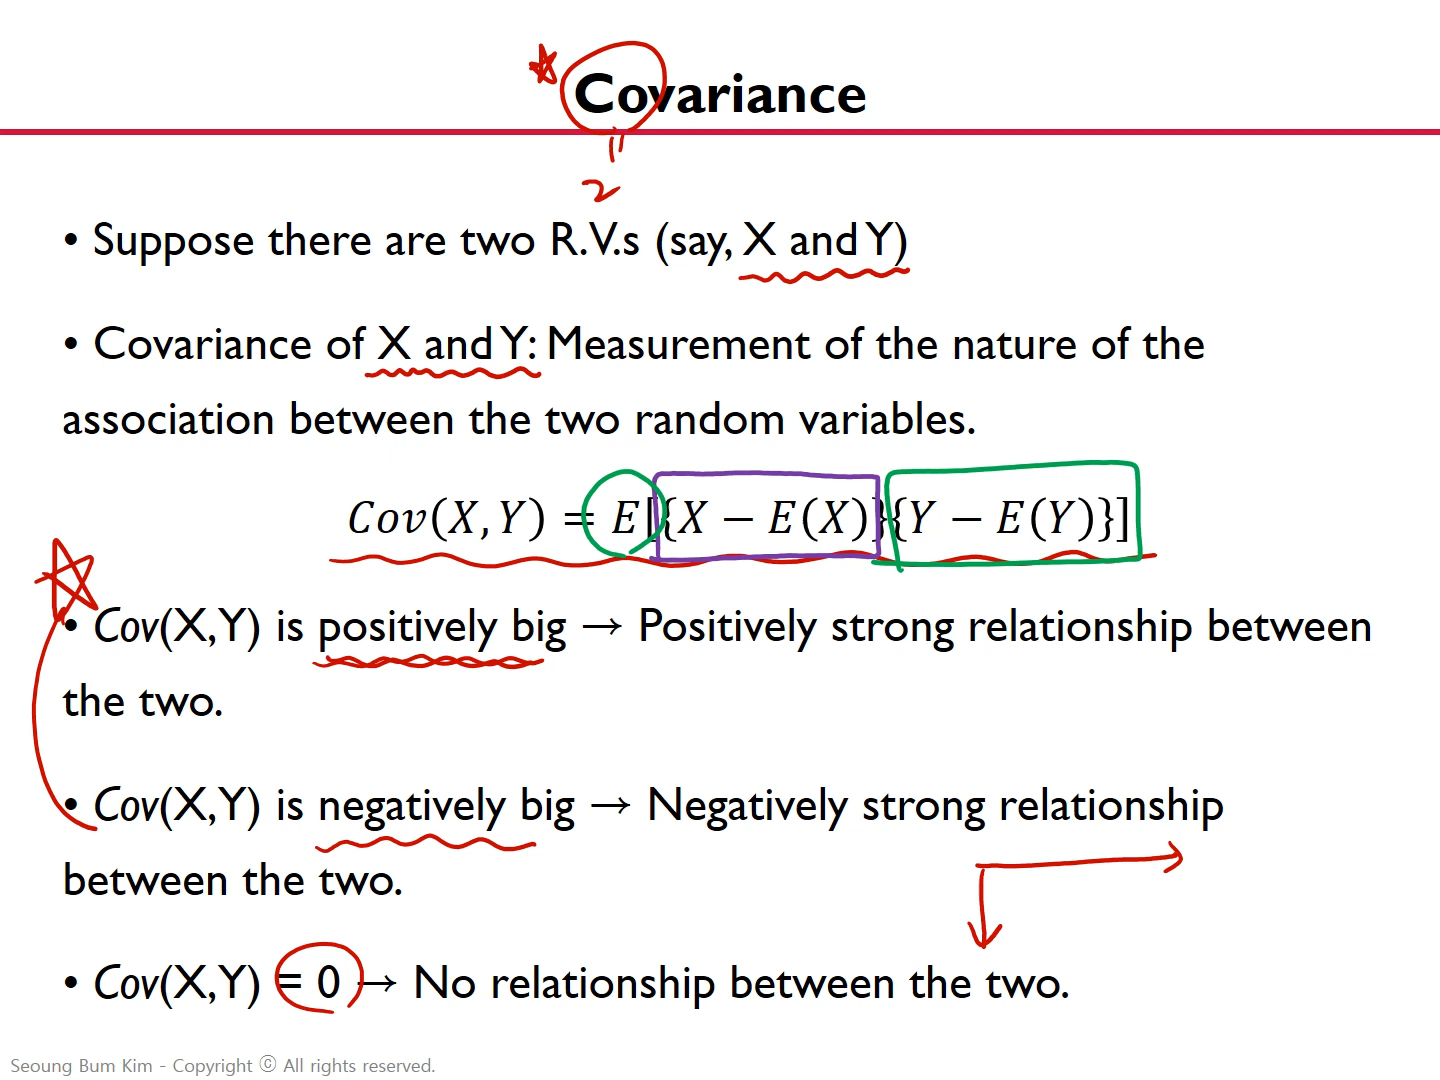 Covariance
2
• Suppose there are two R.V.s (say, X and Y)
• Covariance of X and Y: Measurement of the nature of the
association between the two random variables.
Cov(X,Y) = E[{X − E(X)}{Y − E(Y)}]
• Cov(X,Y) is positively big → Positively strong relationship between
the two.
• Cov(X,Y) is negatively big → Negatively strong relationship
between the two.
• Cov(X,Y) = 0 → No relationship between the two.
Seoung Bum Kim - Copyright ⓒ All rights reserved.